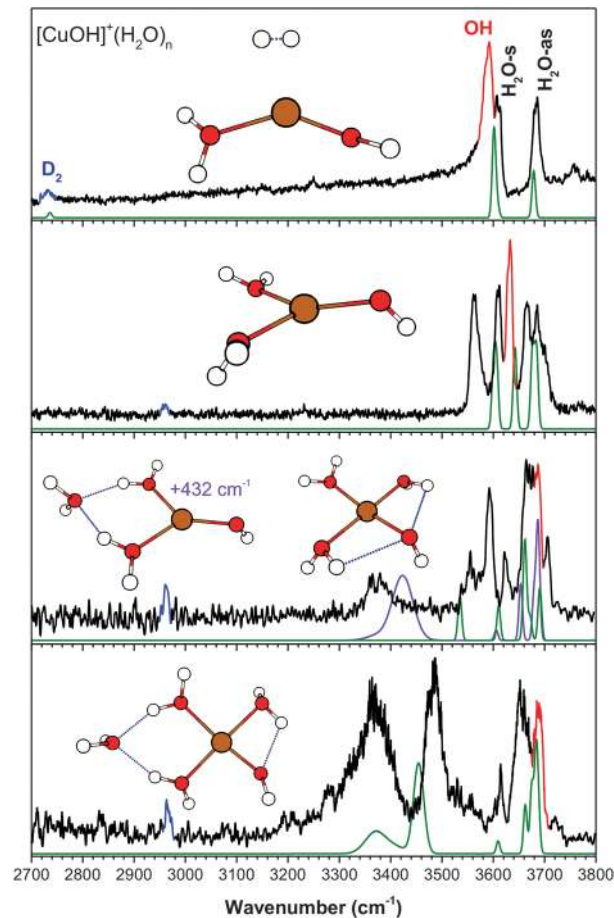 [CuOH]⁺(H₂O)ₙ
OH
H₂O-s
H₂O-as
D₂
+432 cm⁻¹
2700 2800 2900 3000 3100 3200 3300 3400 3500 3600 3700 3800
Wavenumber (cm⁻¹)